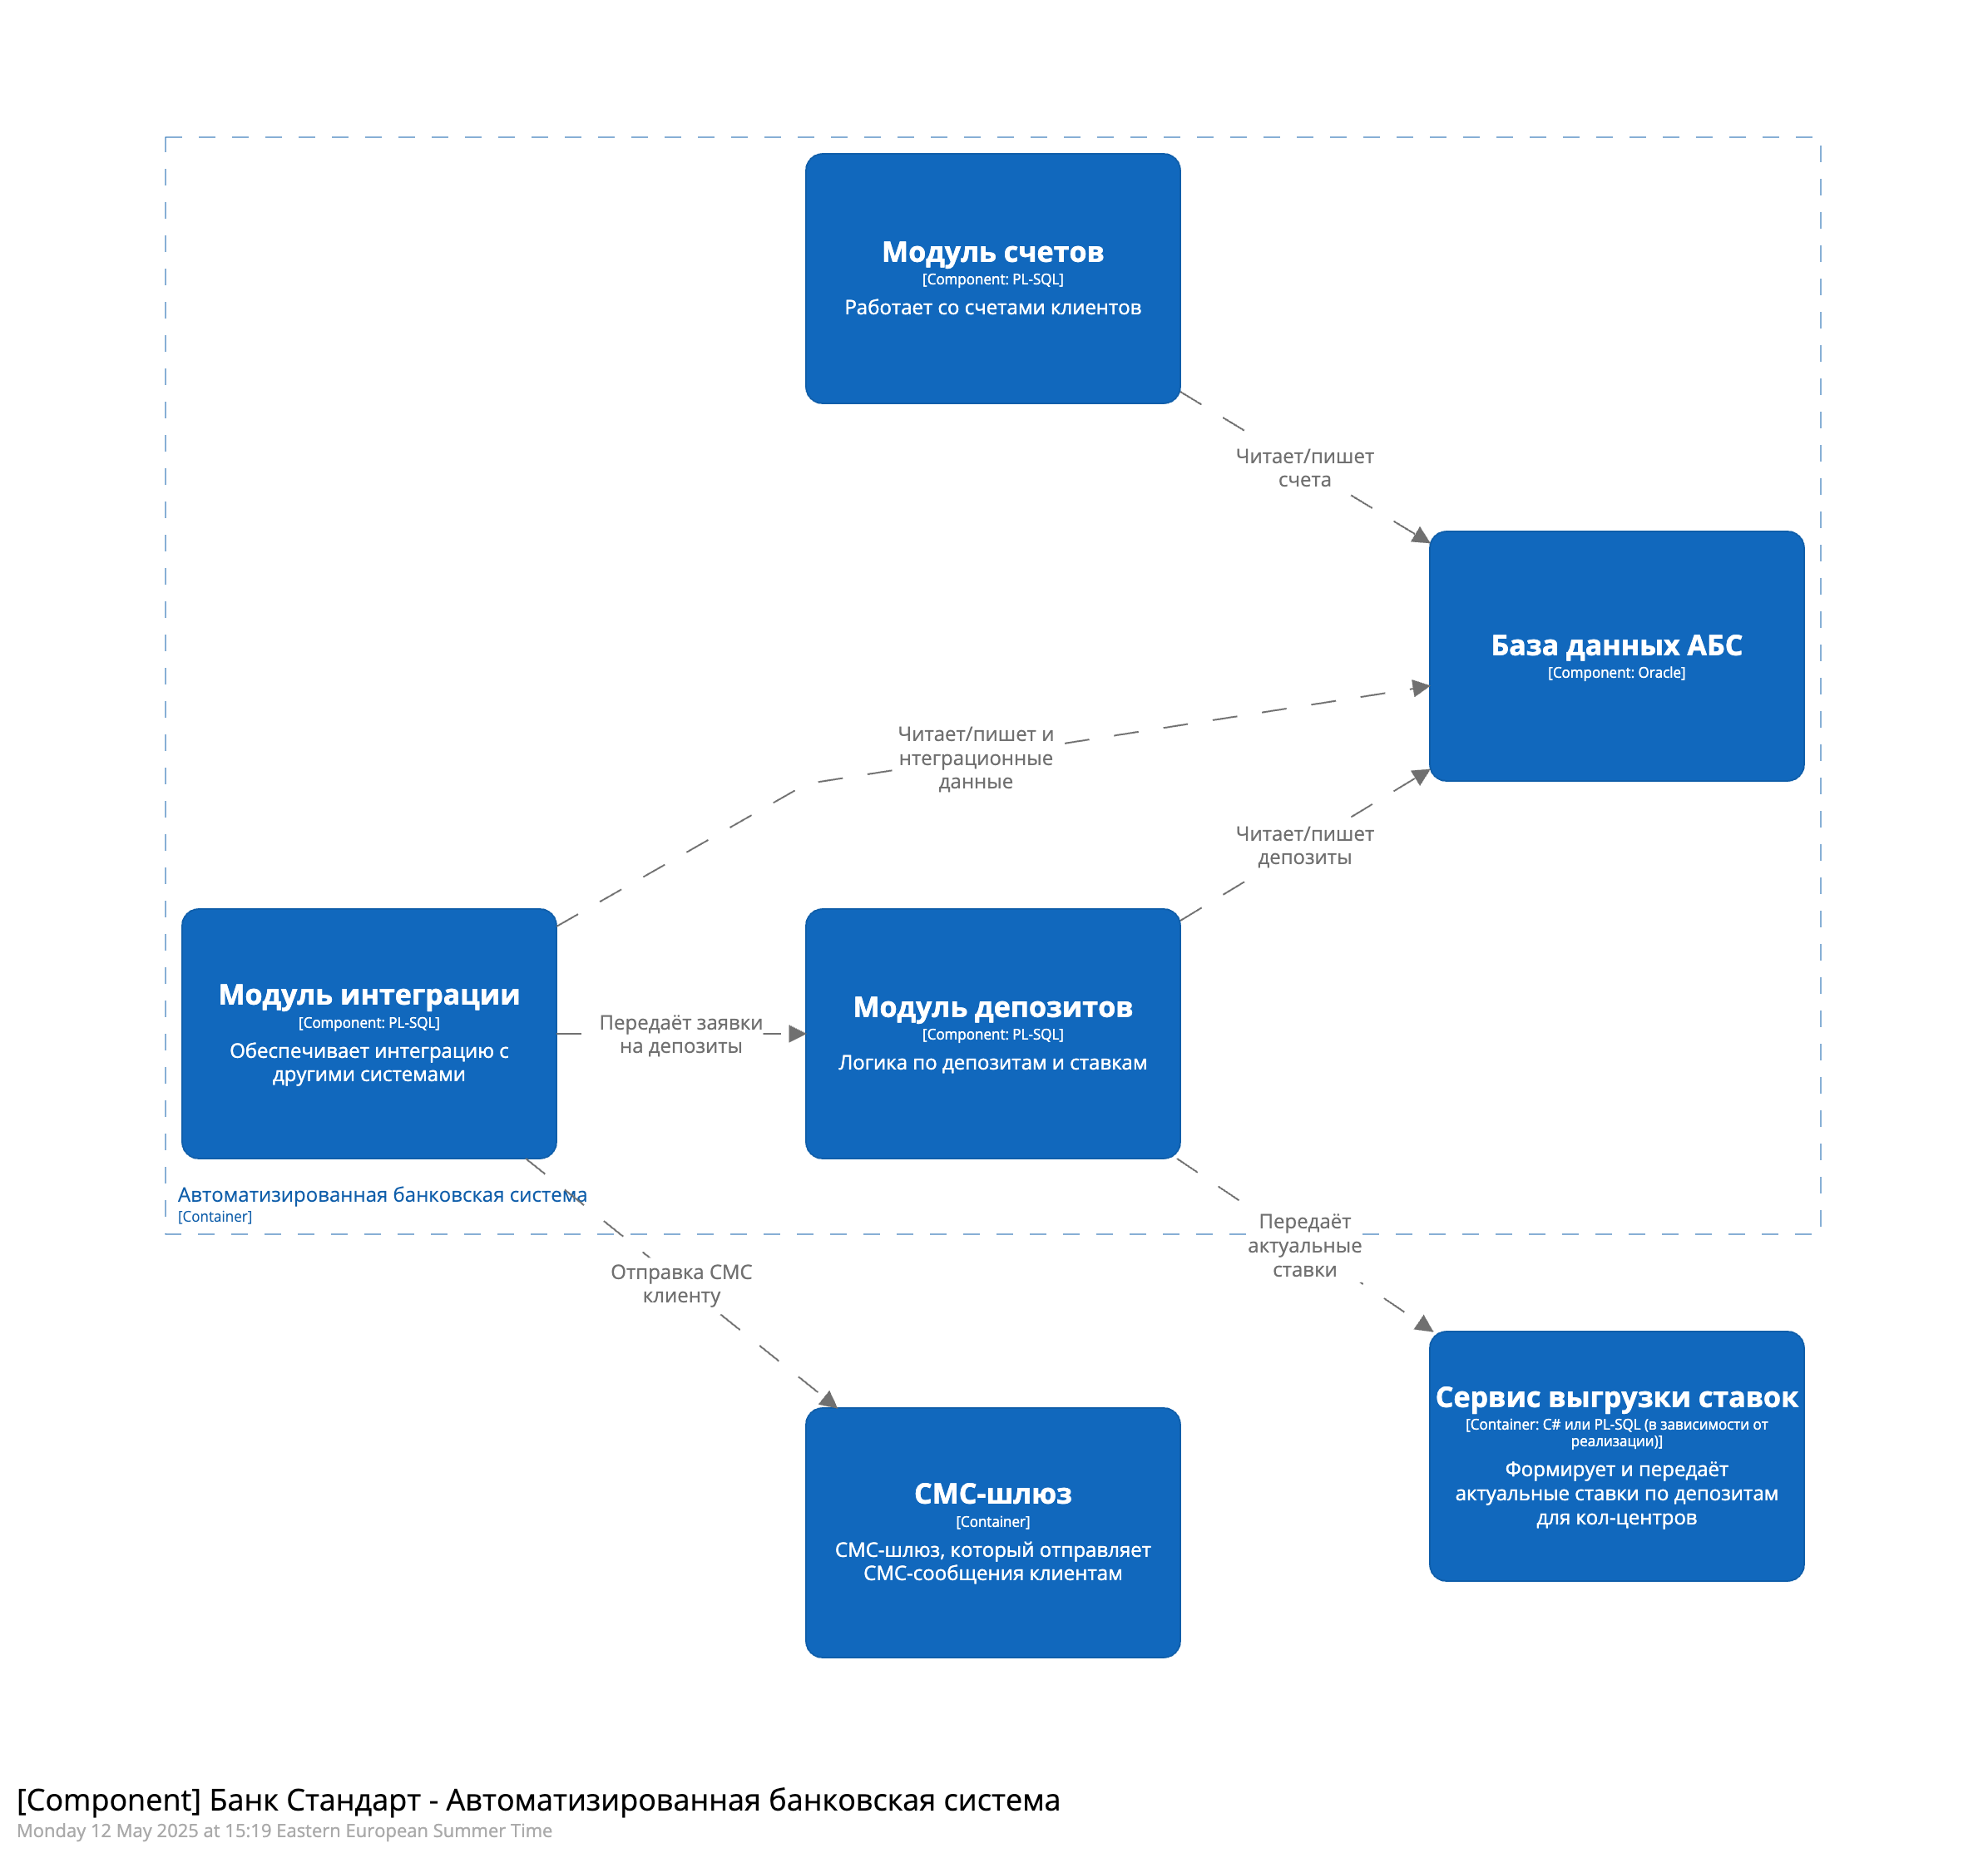 Модуль счетов
[Component: PL-SQL]
Работает со счетами клиентов
Читает/пишет
счета
База данных АБС
[Component: Oracle]
Читает/пишет и
нтеграционные
данные
Читает/пишет
депозиты
Модуль интеграции
[Component: PL-SQL]
Обеспечивает интеграцию с
другими системами
Передаёт заявки
на депозиты
Модуль депозитов
[Component: PL-SQL]
Логика по депозитам и ставкам
Автоматизированная банковская система
[Container]
Передаёт
актуальные
ставки
Отправка СМС
клиенту
Сервис выгрузки ставок
[Container: C# или PL-SQL (в зависимости от
реализации)]
Формирует и передаёт
актуальные ставки по депозитам
для кол-центров
СМС-шлюз
[Container]
СМС-шлюз, который отправляет
СМС-сообщения клиентам
[Component] Банк Стандарт - Автоматизированная банковская система
Monday 12 May 2025 at 15:19 Eastern European Summer Time